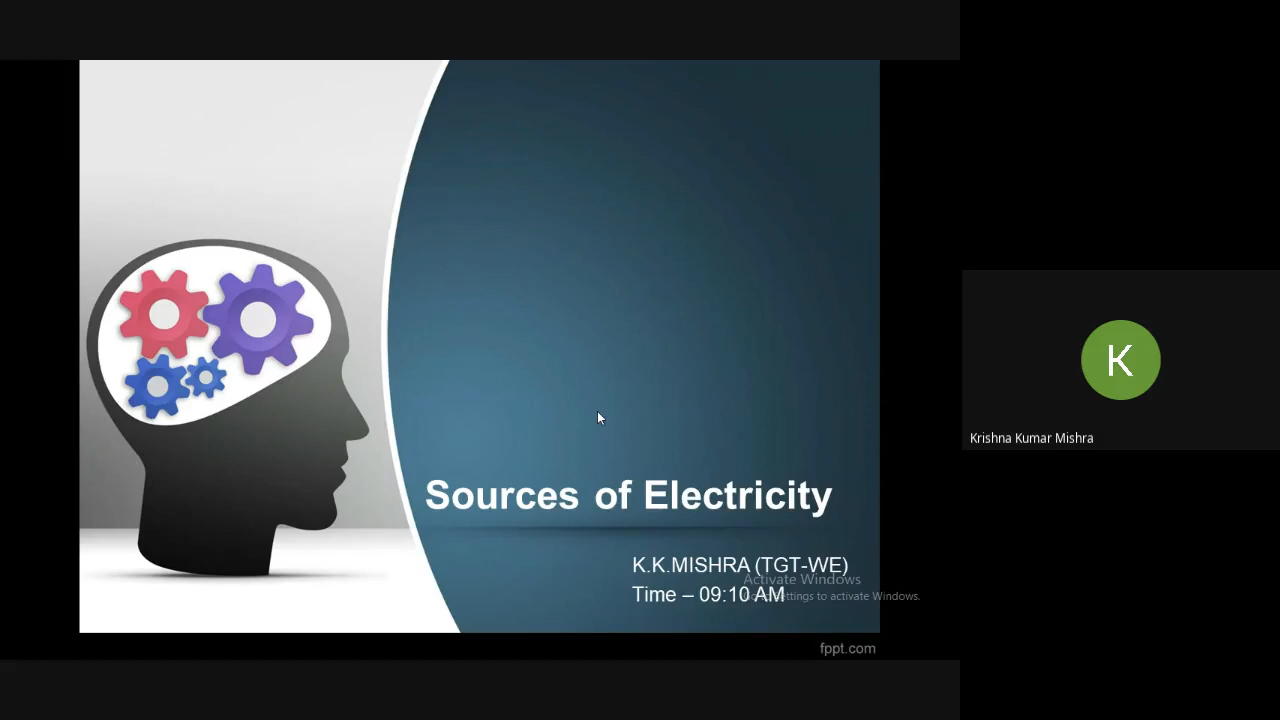 Sources of Electricity
K.K.MISHRA (TGT-WE)
Time – 09:10 AM
Activate Windows
Go to Settings to activate Windows.
fppt.com
K
Krishna Kumar Mishra